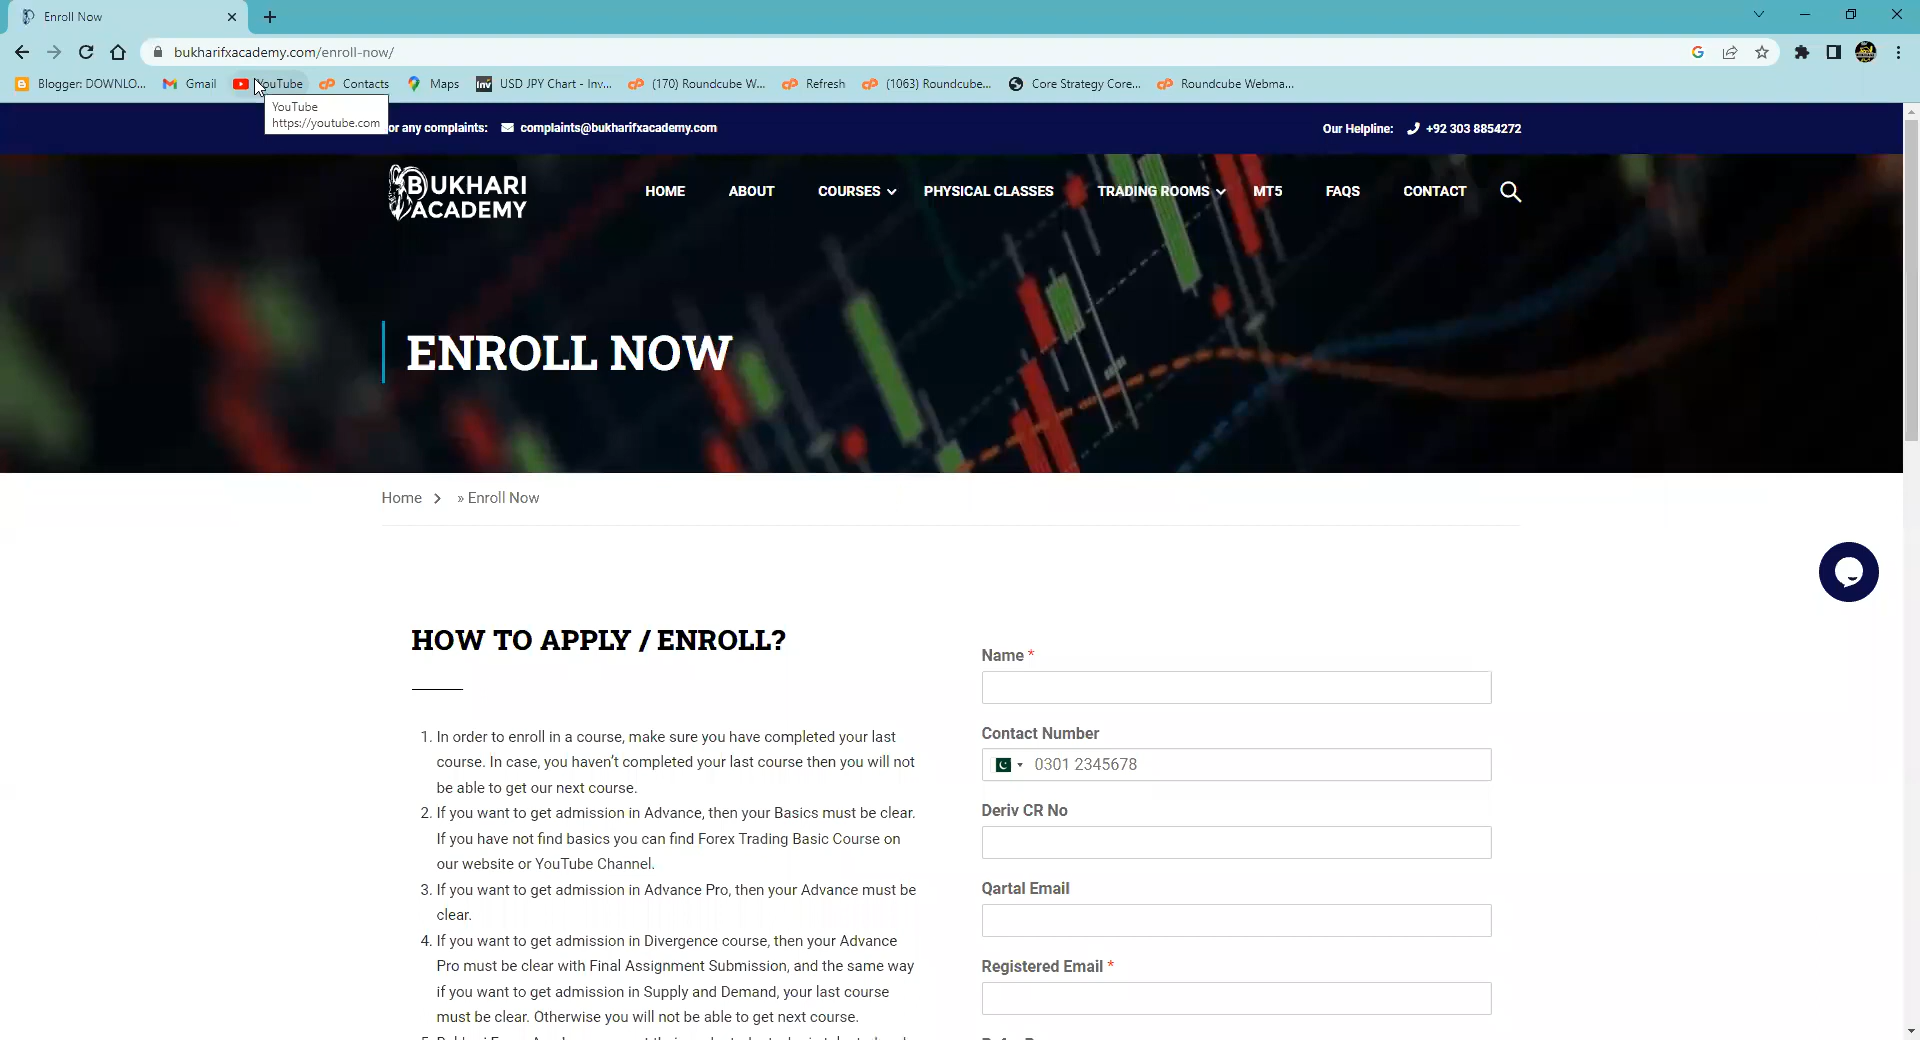 Enroll Now
bukharifxacademy.com/enroll-now/
Blogger: DOWNLO... Gmail YouTube Contacts Maps Inv USD JPY Chart - Inv... (170) Roundcube W... Refresh (1063) Roundcube... Core Strategy Core... Roundcube Webma...
YouTube
https://youtube.com
or any complaints: complaints@bukharifxacademy.com Our Helpline: +92 303 8854272
BUKHARI
ACADEMY
HOME ABOUT COURSES PHYSICAL CLASSES TRADING ROOMS MT5 FAQS CONTACT
ENROLL NOW
Home » Enroll Now
HOW TO APPLY / ENROLL?
1. In order to enroll in a course, make sure you have completed your last
course. In case, you haven’t completed your last course then you will not
be able to get our next course.
2. If you want to get admission in Advance, then your Basics must be clear.
If you have not find basics you can find Forex Trading Basic Course on
our website or YouTube Channel.
3. If you want to get admission in Advance Pro, then your Advance must be
clear.
4. If you want to get admission in Divergence course, then your Advance
Pro must be clear with Final Assignment Submission, and the same way
if you want to get admission in Supply and Demand, your last course
must be clear. Otherwise you will not be able to get next course.
Name *
Contact Number
0301 2345678
Deriv CR No
Qartal Email
Registered Email *